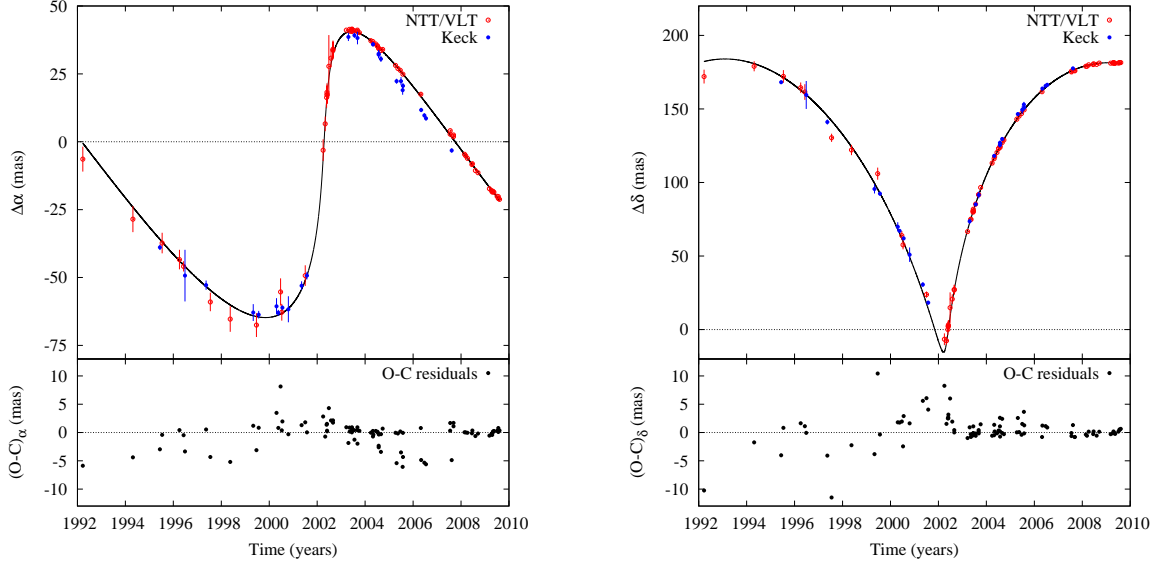 NTT/VLT
Keck
50
25
0
-25
-50
-75
Δα (mas)
O-C residuals
10
5
0
-5
-10
(O-C)α (mas)
1992 1994 1996 1998 2000 2002 2004 2006 2008 2010
Time (years)
NTT/VLT
Keck
200
150
100
50
0
Δδ (mas)
O-C residuals
10
5
0
-5
-10
(O-C)δ (mas)
1992 1994 1996 1998 2000 2002 2004 2006 2008 2010
Time (years)